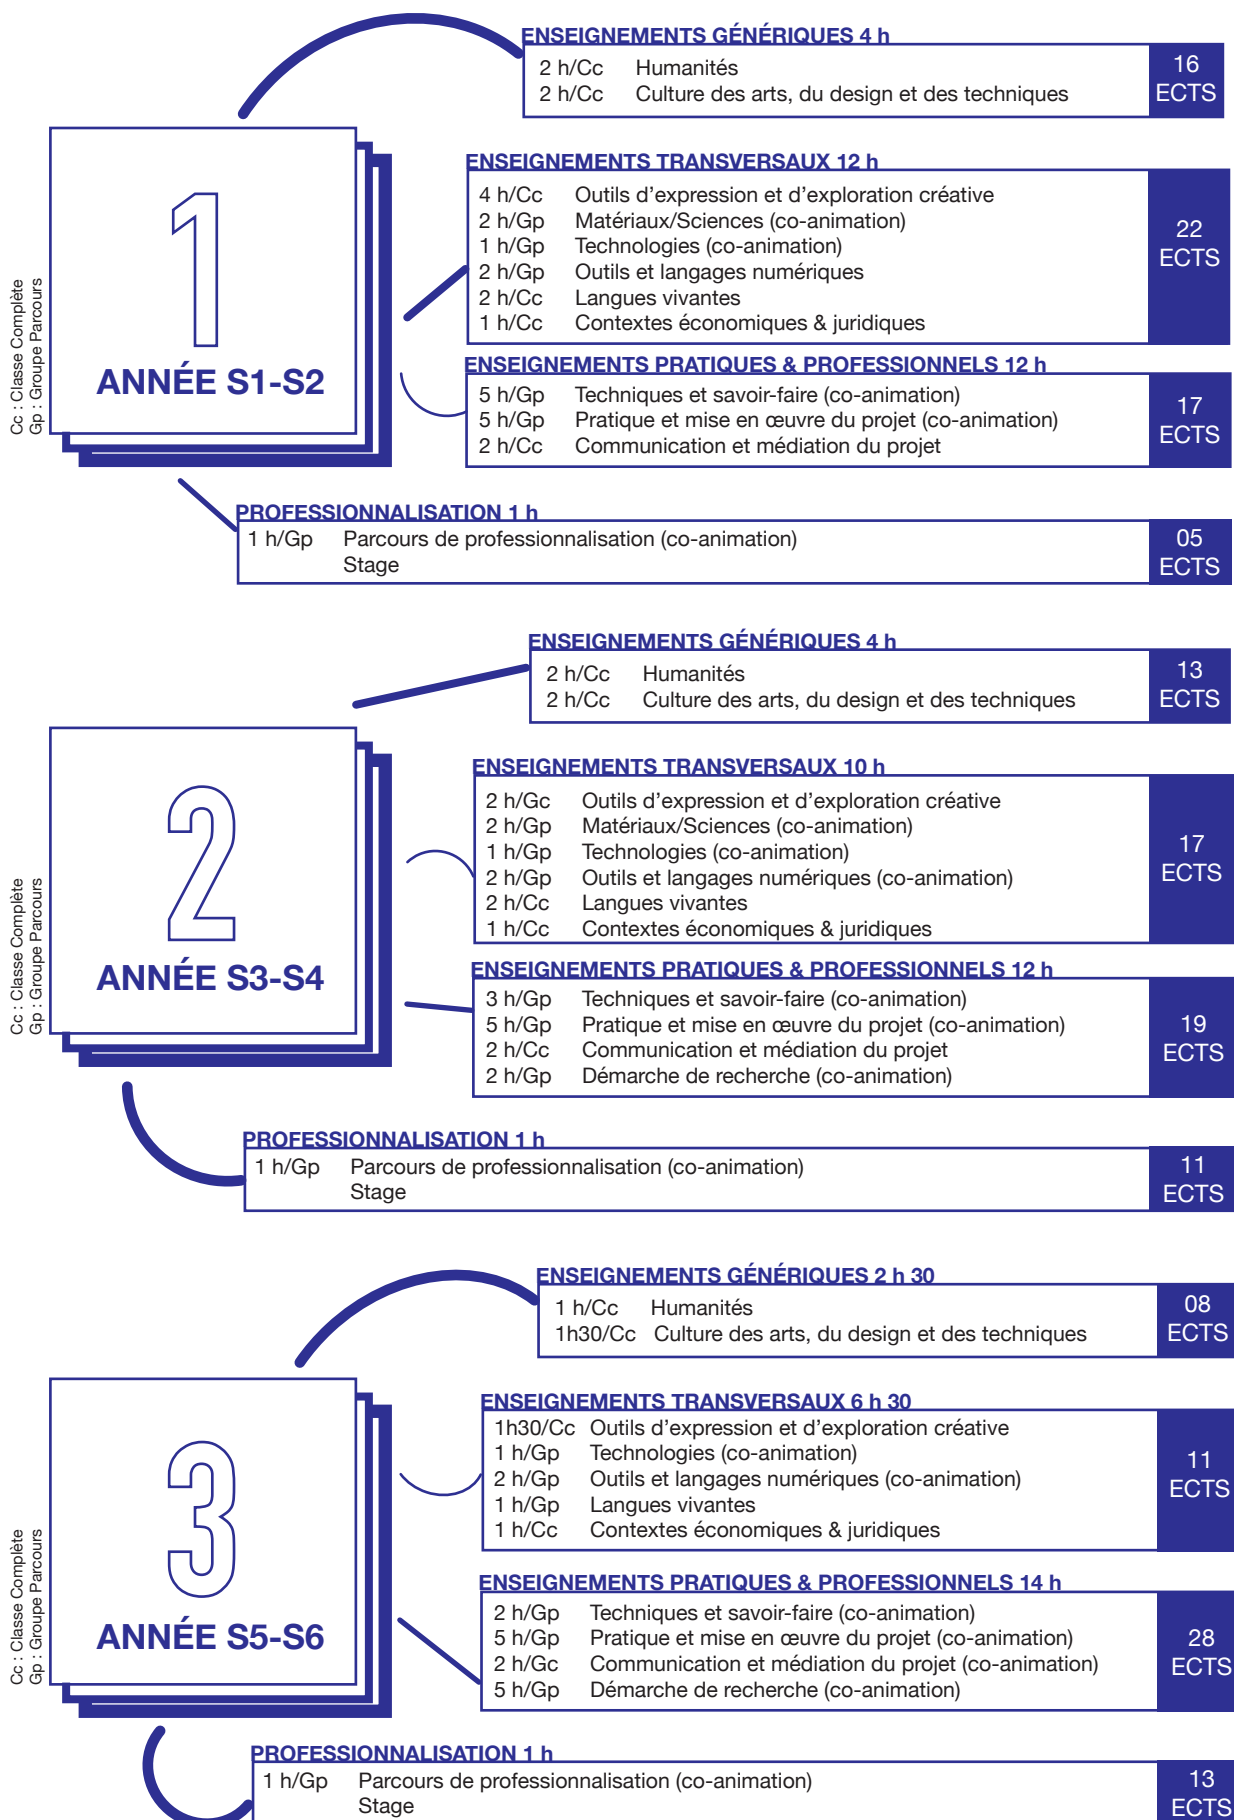 ENSEIGNEMENTS GÉNÉRIQUES 4 h
2 h/Cc Humanités
2 h/Cc Culture des arts, du design et des techniques
16
ECTS
1
ANNÉE S1-S2
Cc : Classe Complète
Gp : Groupe Parcours
ENSEIGNEMENTS TRANSVERSAUX 12 h
4 h/Cc Outils d’expression et d’exploration créative
2 h/Gp Matériaux/Sciences (co-animation)
1 h/Gp Technologies (co-animation)
2 h/Gp Outils et langages numériques
2 h/Cc Langues vivantes
1 h/Cc Contextes économiques & juridiques
22
ECTS
ENSEIGNEMENTS PRATIQUES & PROFESSIONNELS 12 h
5 h/Gp Techniques et savoir-faire (co-animation)
5 h/Gp Pratique et mise en œuvre du projet (co-animation)
2 h/Cc Communication et médiation du projet
17
ECTS
PROFESSIONNALISATION 1 h
1 h/Gp Parcours de professionnalisation (co-animation)
Stage
05
ECTS
ENSEIGNEMENTS GÉNÉRIQUES 4 h
2 h/Cc Humanités
2 h/Cc Culture des arts, du design et des techniques
13
ECTS
2
ANNÉE S3-S4
Cc : Classe Complète
Gp : Groupe Parcours
ENSEIGNEMENTS TRANSVERSAUX 10 h
2 h/Gc Outils d’expression et d’exploration créative
2 h/Gp Matériaux/Sciences (co-animation)
1 h/Gp Technologies (co-animation)
2 h/Gp Outils et langages numériques (co-animation)
2 h/Cc Langues vivantes
1 h/Cc Contextes économiques & juridiques
17
ECTS
ENSEIGNEMENTS PRATIQUES & PROFESSIONNELS 12 h
3 h/Gp Techniques et savoir-faire (co-animation)
5 h/Gp Pratique et mise en œuvre du projet (co-animation)
2 h/Cc Communication et médiation du projet
2 h/Gp Démarche de recherche (co-animation)
19
ECTS
PROFESSIONNALISATION 1 h
1 h/Gp Parcours de professionnalisation (co-animation)
Stage
11
ECTS
ENSEIGNEMENTS GÉNÉRIQUES 2 h 30
1 h/Cc Humanités
1h30/Cc Culture des arts, du design et des techniques
08
ECTS
3
ANNÉE S5-S6
Cc : Classe Complète
Gp : Groupe Parcours
ENSEIGNEMENTS TRANSVERSAUX 6 h 30
1h30/Cc Outils d’expression et d’exploration créative
1 h/Gp Technologies (co-animation)
2 h/Gp Outils et langages numériques (co-animation)
1 h/Gp Langues vivantes
1 h/Cc Contextes économiques & juridiques
11
ECTS
ENSEIGNEMENTS PRATIQUES & PROFESSIONNELS 14 h
2 h/Gp Techniques et savoir-faire (co-animation)
5 h/Gp Pratique et mise en œuvre du projet (co-animation)
2 h/Gc Communication et médiation du projet (co-animation)
5 h/Gp Démarche de recherche (co-animation)
28
ECTS
PROFESSIONNALISATION 1 h
1 h/Gp Parcours de professionnalisation (co-animation)
Stage
13
ECTS